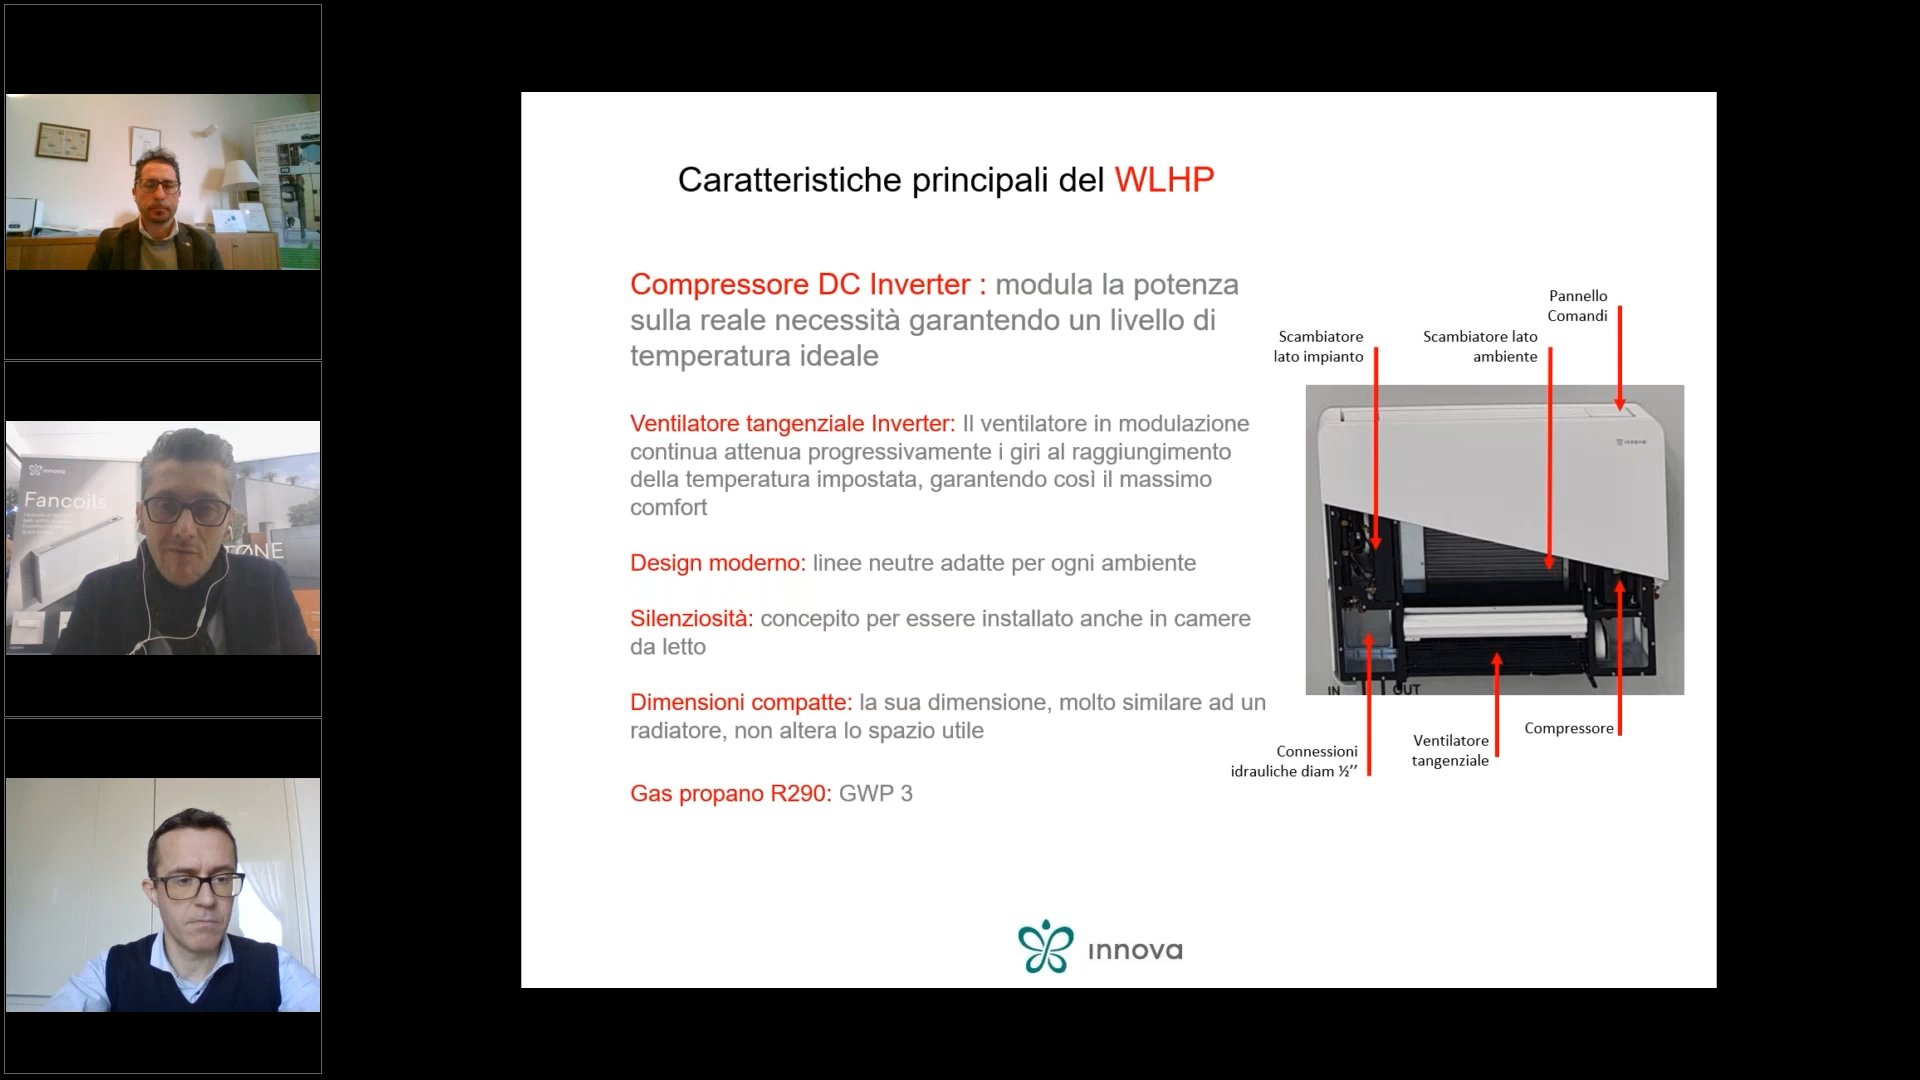 innova
Fancoils
Caratteristiche principali del WLHP
Compressore DC Inverter : modula la potenza
sulla reale necessità garantendo un livello di
temperatura ideale
Ventilatore tangenziale Inverter: Il ventilatore in modulazione
continua attenua progressivamente i giri al raggiungimento
della temperatura impostata, garantendo così il massimo
comfort
Design moderno: linee neutre adatte per ogni ambiente
Silenziosità: concepito per essere installato anche in camere
da letto
Dimensioni compatte: la sua dimensione, molto similare ad un
radiatore, non altera lo spazio utile
Gas propano R290: GWP 3
Pannello
Comandi
Scambiatore
lato impianto
Scambiatore lato
ambiente
INNOVA
IN
OUT
Connessioni
idrauliche diam ½’’
Ventilatore
tangenziale
Compressore
innova